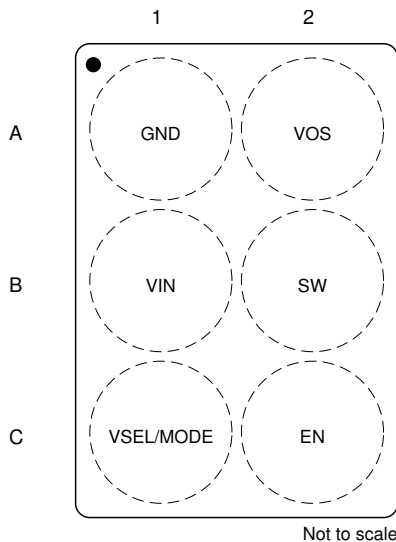 1 2
A GND VOS
B VIN SW
C VSEL/MODE EN
Not to scale